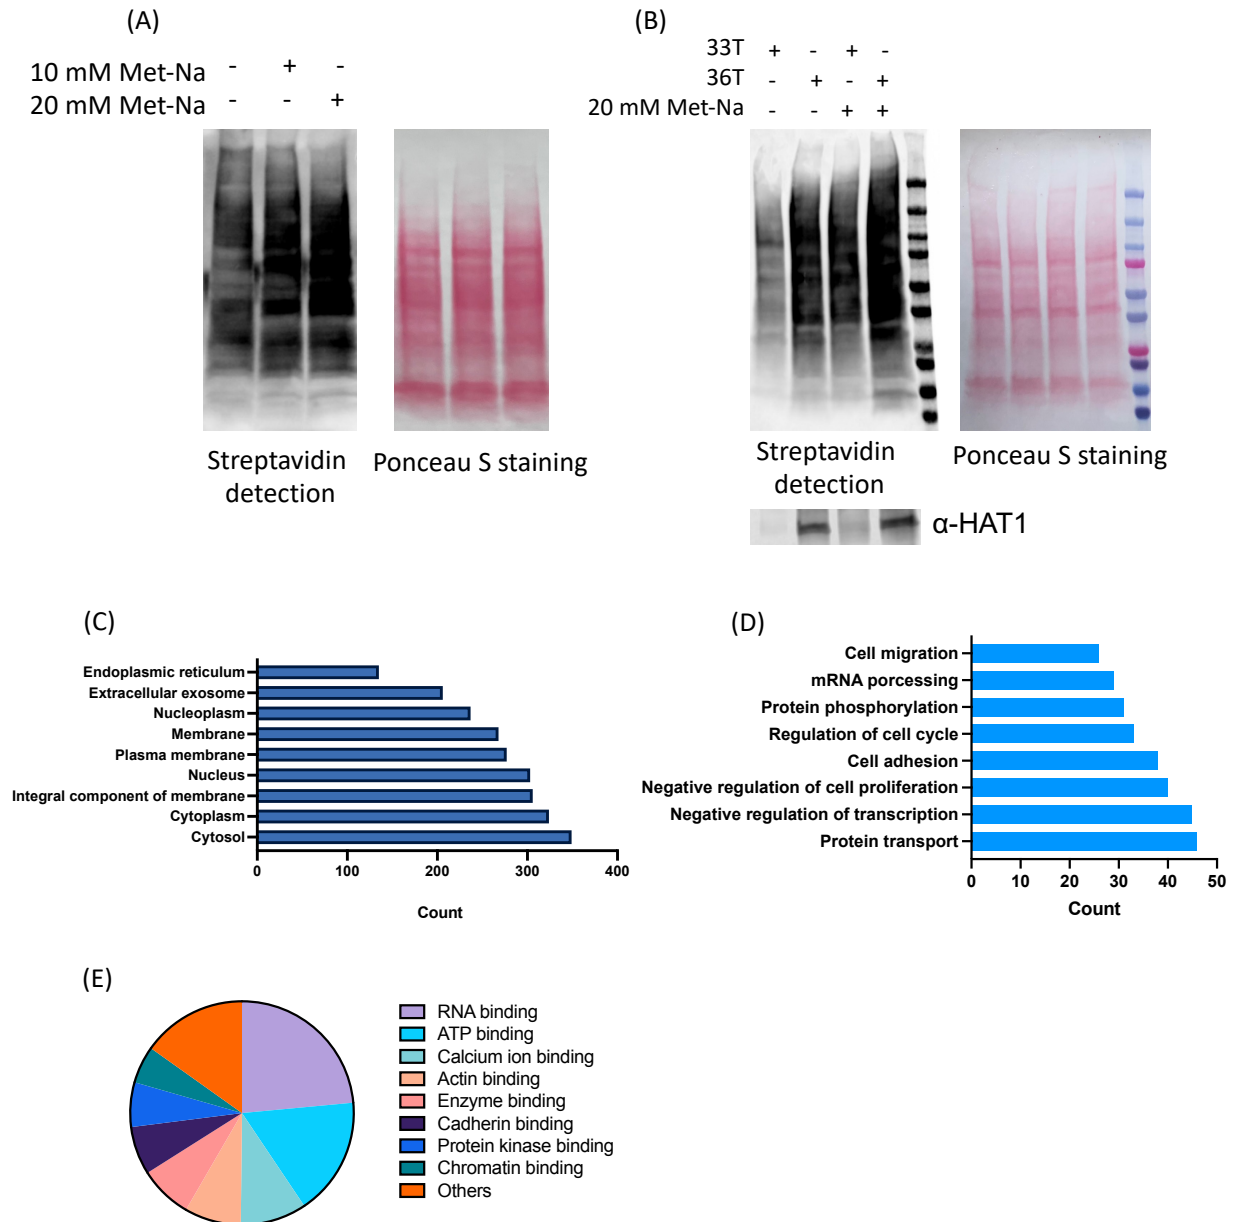 (A)
10 mM Met-Na - + -
20 mM Met-Na - - +
Streptavidin
detection
Ponceau S staining
(B)
33T + - + -
36T - + - +
20 mM Met-Na - - + +
Streptavidin
detection
Ponceau S staining
α-HAT1
(C)
Endoplasmic reticulum
Extracellular exosome
Nucleoplasm
Membrane
Plasma membrane
Nucleus
Integral component of membrane
Cytoplasm
Cytosol
0 100 200 300 400
Count
(D)
Cell migration
mRNA porcessing
Protein phosphorylation
Regulation of cell cycle
Cell adhesion
Negative regulation of cell proliferation
Negative regulation of transcription
Protein transport
0 10 20 30 40 50
Count
(E)
RNA binding
ATP binding
Calcium ion binding
Actin binding
Enzyme binding
Cadherin binding
Protein kinase binding
Chromatin binding
Others